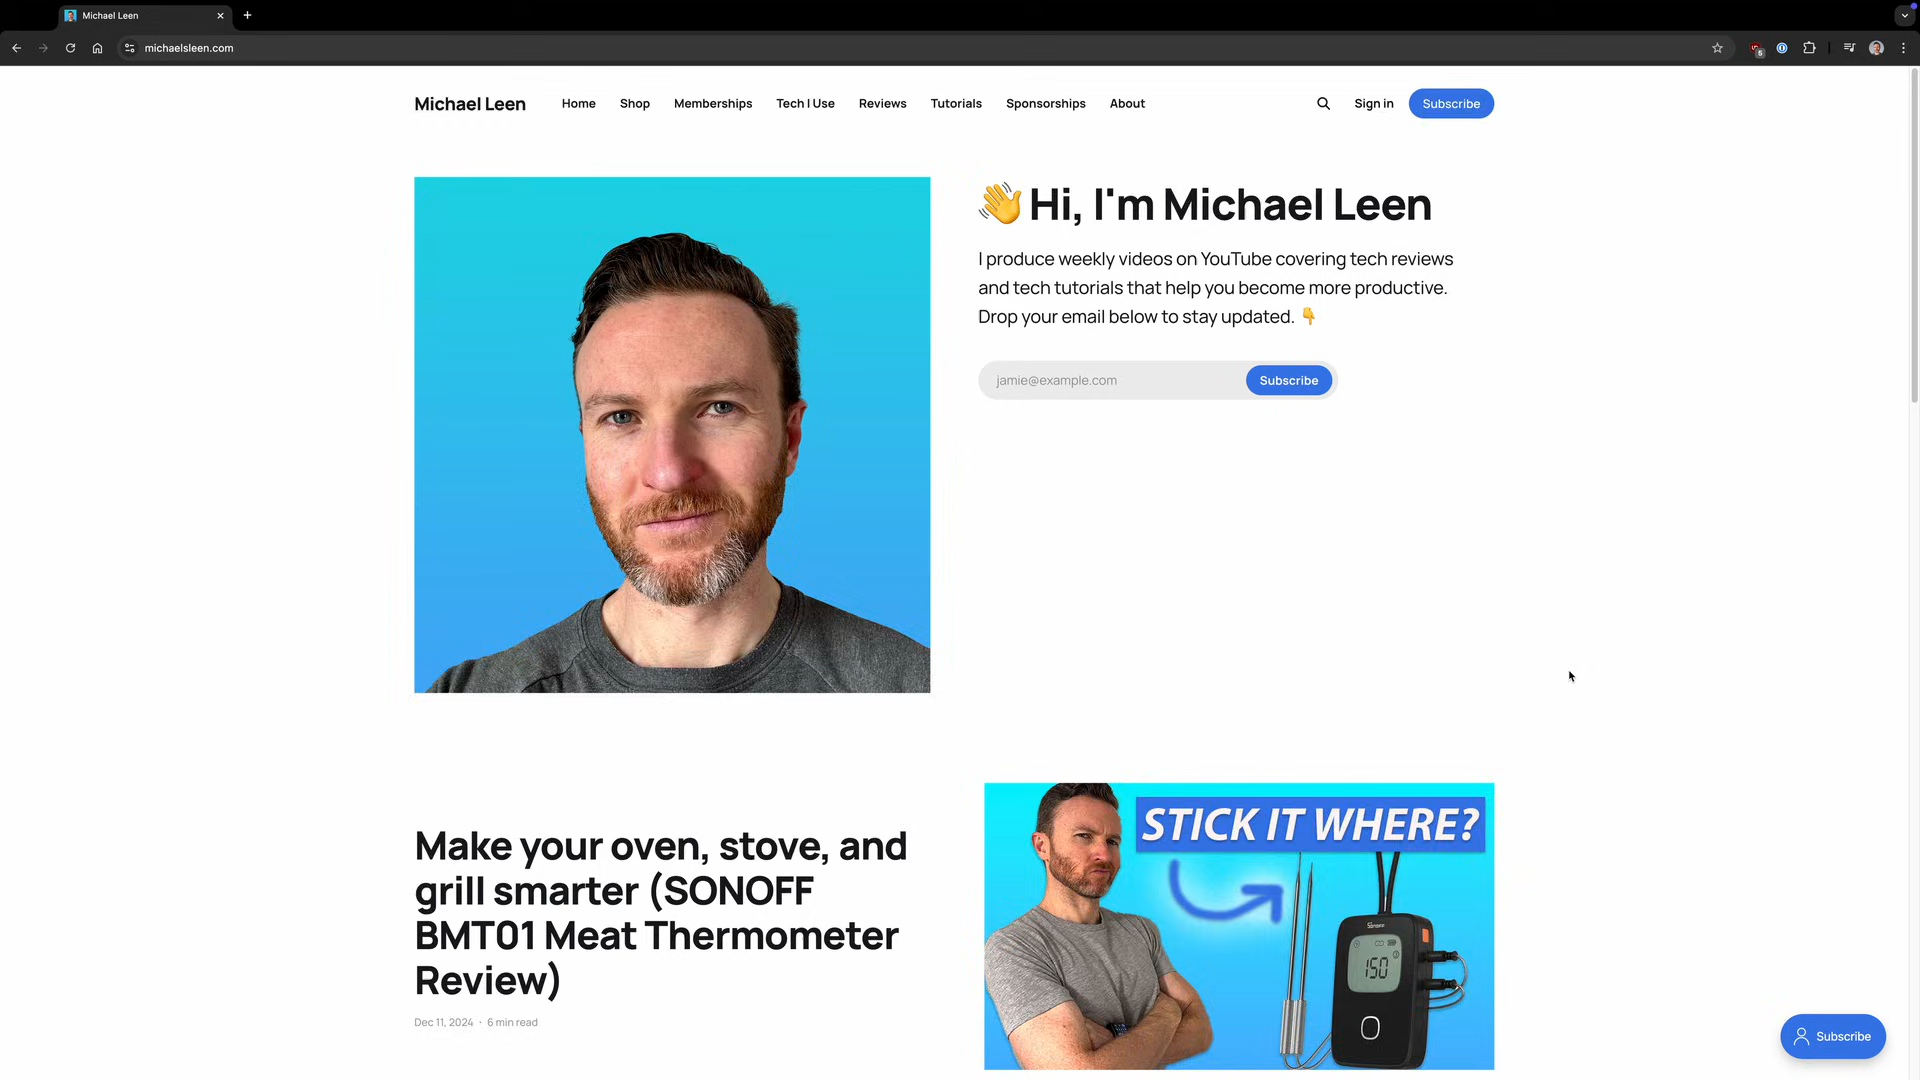 Michael Leen
michaelsleen.com
5
Michael Leen Home Shop Memberships Tech I Use Reviews Tutorials Sponsorships About Sign in Subscribe
👋 Hi, I'm Michael Leen
I produce weekly videos on YouTube covering tech reviews
and tech tutorials that help you become more productive.
Drop your email below to stay updated. 👇
jamie@example.com Subscribe
STICK IT WHERE?
SONOFF
150
Make your oven, stove, and
grill smarter (SONOFF
BMT01 Meat Thermometer
Review)
Dec 11, 2024 · 6 min read
Subscribe